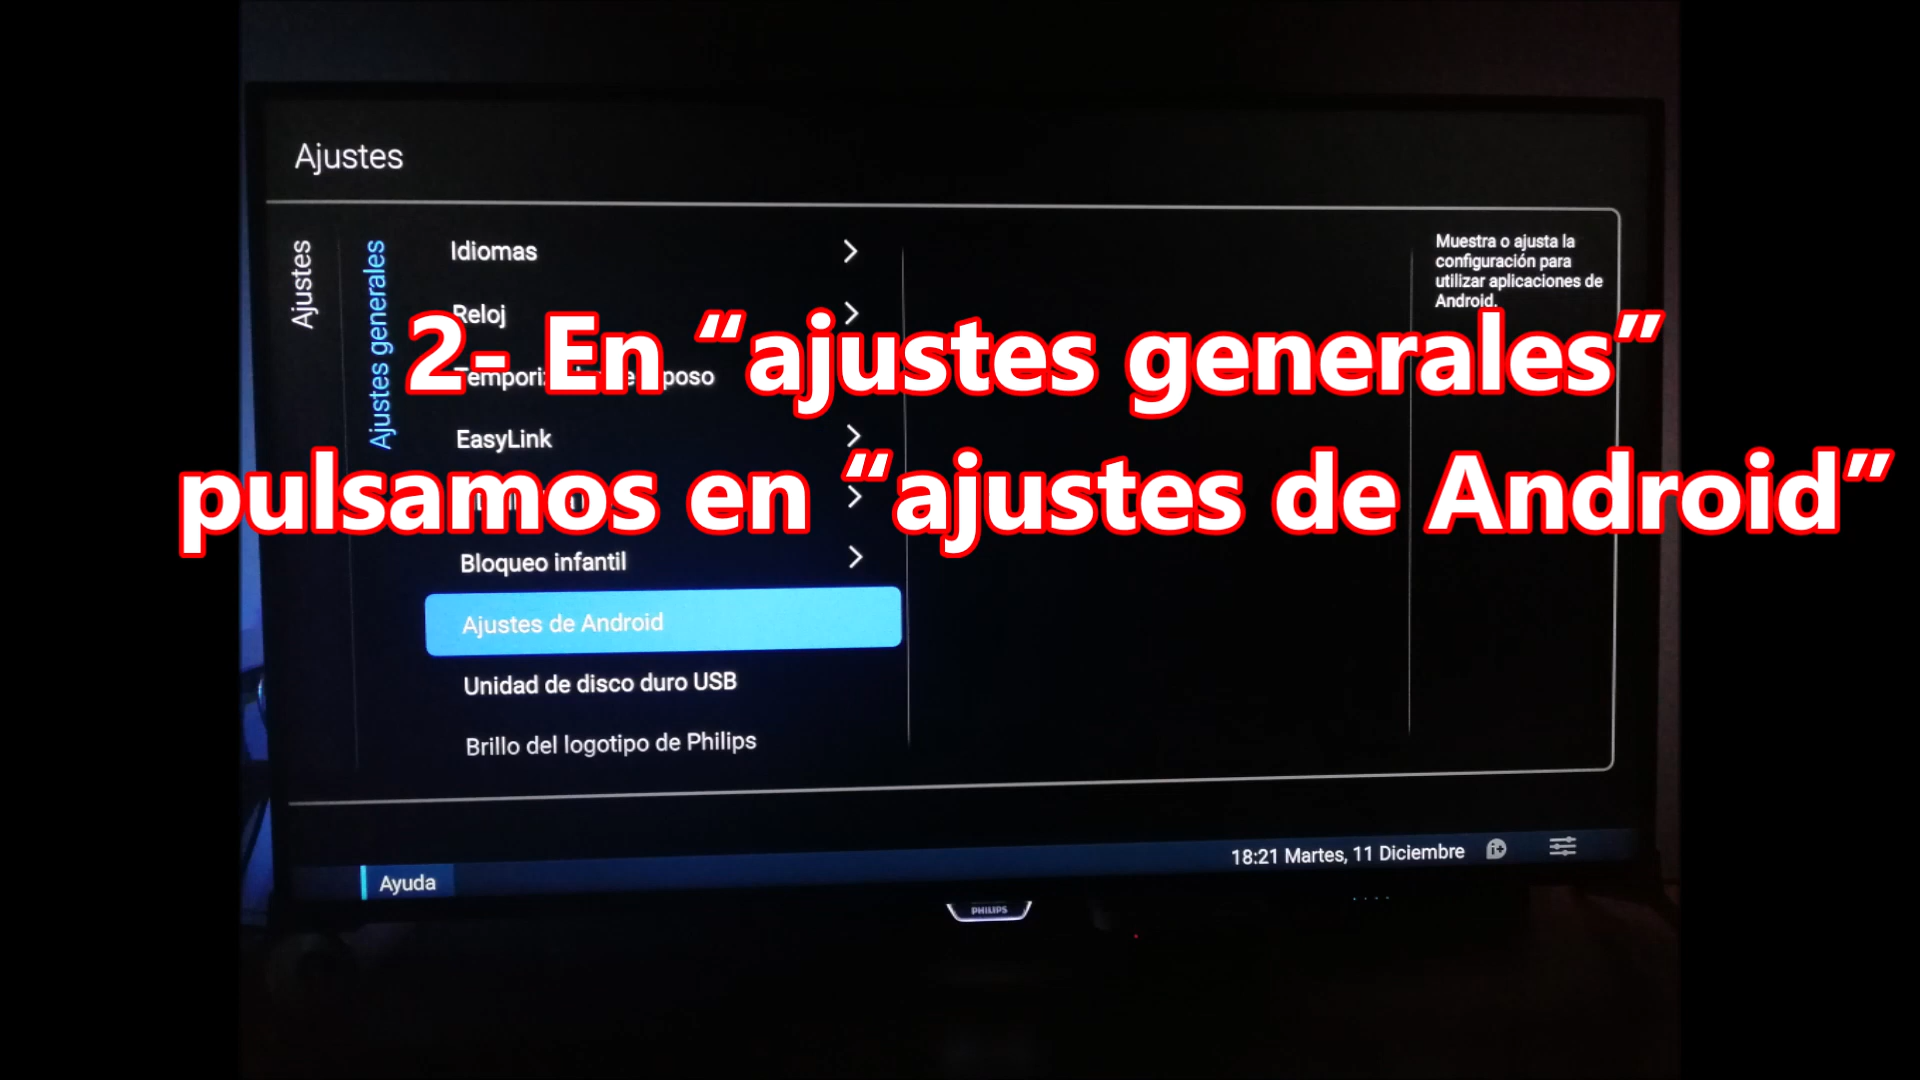 Ajustes
Ajustes
Ajustes generales
Idiomas
Reloj
EasyLink
Bloqueo infantil
Ajustes de Android
Unidad de disco duro USB
Brillo del logotipo de Philips
Muestra o ajusta la
configuración para
utilizar aplicaciones de
Android.
2- En “ajustes generales”
pulsamos en “ajustes de Android”
18:21 Martes, 11 Diciembre
Ayuda
PHILIPS